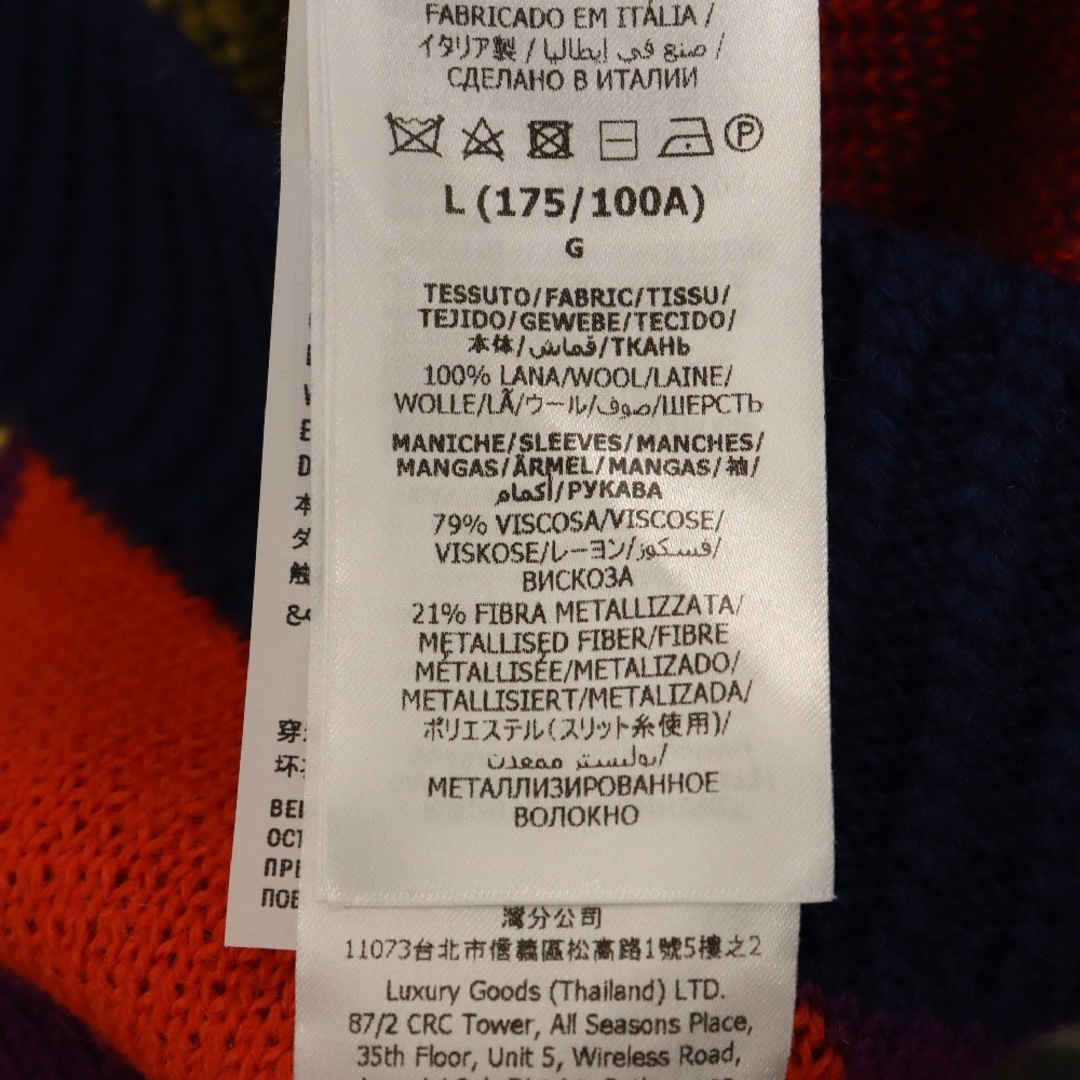 FABRICADO EM ITÁLIA /
イタリア製 / صنع في إيطاليا /
СДЕЛАНО В ИТАЛИИ
P
L (175/100A)
G
TESSUTO/FABRIC/TISSU/
TEJIDO/GEWEBE/TECIDO/
本体/قماش/ТКАНЬ
100% LANA/WOOL/LAINE/
WOLLE/LÃ/ウール/صوف/ШЕРСТЬ
MANICHE/SLEEVES/MANCHES/
MANGAS/ÄRMEL/MANGAS/袖/
أكمام/РУКАВА
79% VISCOSA/VISCOSE/
VISKOSE/レーヨン/فسكوز/
ВИСКОЗА
21% FIBRA METALLIZZATA/
METALLISED FIBER/FIBRE
MÉTALLISÉE/METALIZADO/
METALLISIERT/METALIZADA/
ポリエステル(スリット糸使用)/
بوليستر ممعدن/
МЕТАЛЛИЗИРОВАННОЕ
ВОЛОКНО
灣分公司
11073台北市信義區松高路1號5樓之2
Luxury Goods (Thailand) LTD.
87/2 CRC Tower, All Seasons Place,
35th Floor, Unit 5, Wireless Road,